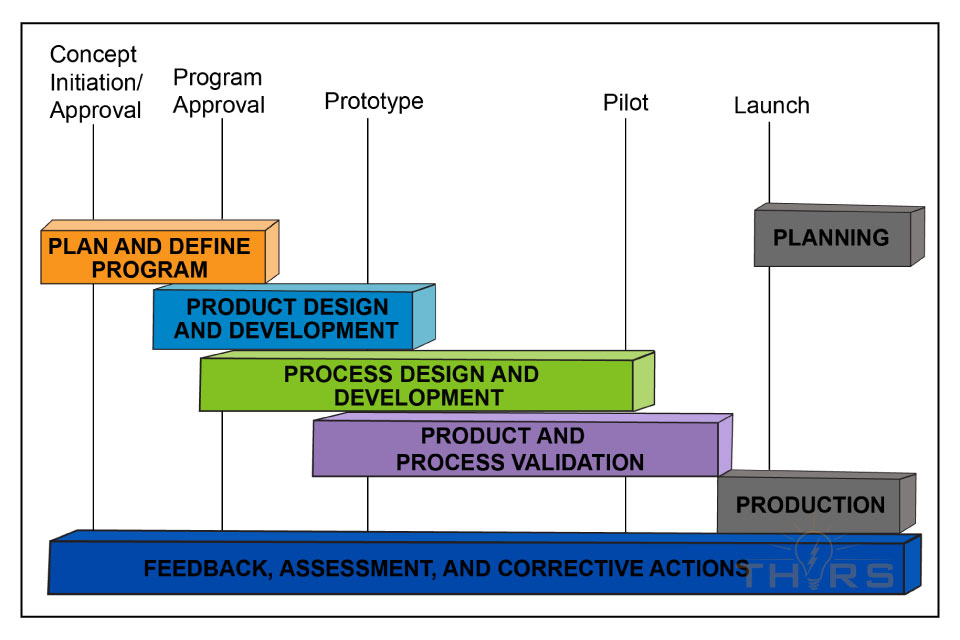 Concept
Initiation/
Approval
Program
Approval
Prototype
Pilot
Launch
PLAN AND DEFINE
PROGRAM
PLANNING
PRODUCT DESIGN
AND DEVELOPMENT
PROCESS DESIGN AND
DEVELOPMENT
PRODUCT AND
PROCESS VALIDATION
PRODUCTION
FEEDBACK, ASSESSMENT, AND CORRECTIVE ACTIONS